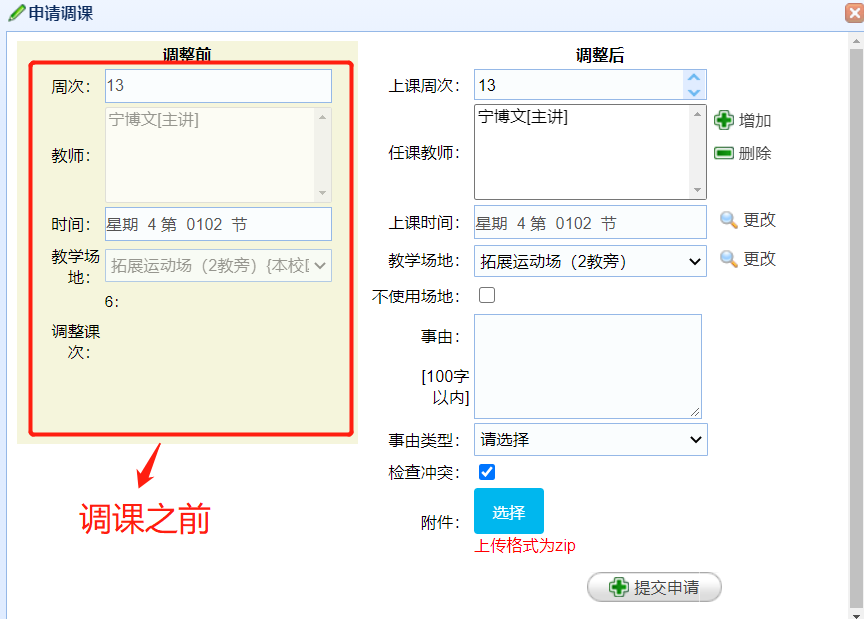 申请调课
调整前
周次：
13
教师：
宁博文[主讲]
时间：
星期 4 第 0102 节
教学场
地：
拓展运动场（2教旁）{本校区
6：
调整课
次：
调课之前
调整后
上课周次：
13
任课教师：
宁博文[主讲]
增加
删除
上课时间：
星期 4 第 0102 节
更改
教学场地：
拓展运动场（2教旁）
更改
不使用场地：
事由：
[100字
以内]
事由类型：
请选择
检查冲突：
附件：
选择
上传格式为zip
提交申请